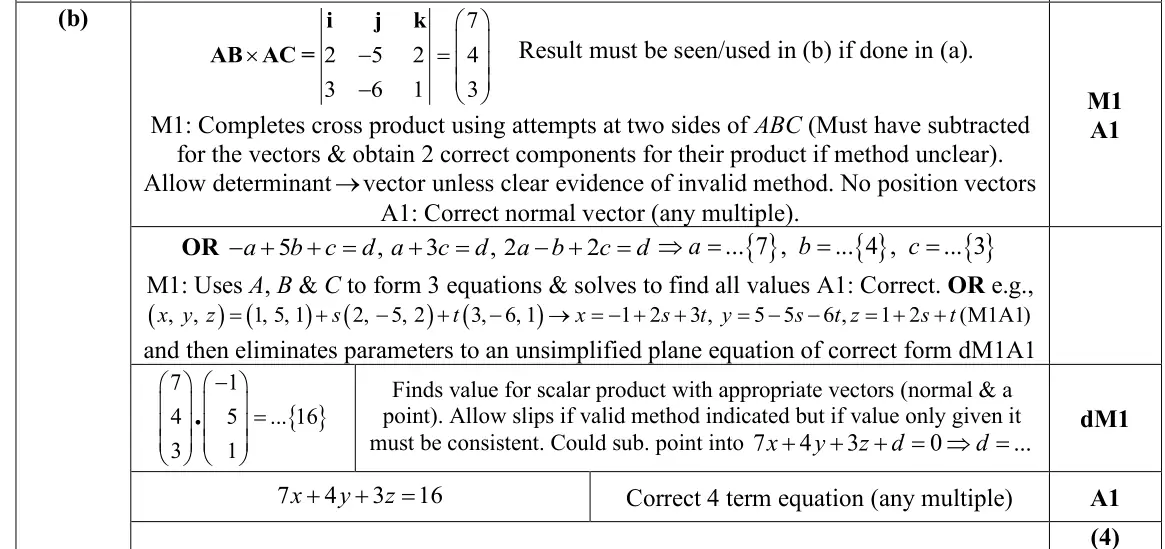 (b)
AB × AC = | i j k | = ( 7 )   Result must be seen/used in (b) if done in (a).
| 2 −5 2 |   ( 4 )
| 3 −6 1 |   ( 3 )
M1: Completes cross product using attempts at two sides of ABC (Must have subtracted
for the vectors & obtain 2 correct components for their product if method unclear).
Allow determinant → vector unless clear evidence of invalid method. No position vectors
A1: Correct normal vector (any multiple).
M1
A1
OR −a + 5b + c = d, a + 3c = d, 2a − b + 2c = d ⇒ a = ...{7}, b = ...{4}, c = ...{3}
M1: Uses A, B & C to form 3 equations & solves to find all values A1: Correct. OR e.g.,
(x, y, z) = (1, 5, 1) + s(2, −5, 2) + t(3, −6, 1) → x = −1 + 2s + 3t, y = 5 − 5s − 6t, z = 1 + 2s + t (M1A1)
and then eliminates parameters to an unsimplified plane equation of correct form dM1A1
( 7 )   ( −1 )
( 4 ) • ( 5 ) = ...{16}
( 3 )   ( 1 )
Finds value for scalar product with appropriate vectors (normal & a
point). Allow slips if valid method indicated but if value only given it
must be consistent. Could sub. point into 7x + 4y + 3z + d = 0 ⇒ d = ...
dM1
7x + 4y + 3z = 16
Correct 4 term equation (any multiple)
A1
(4)